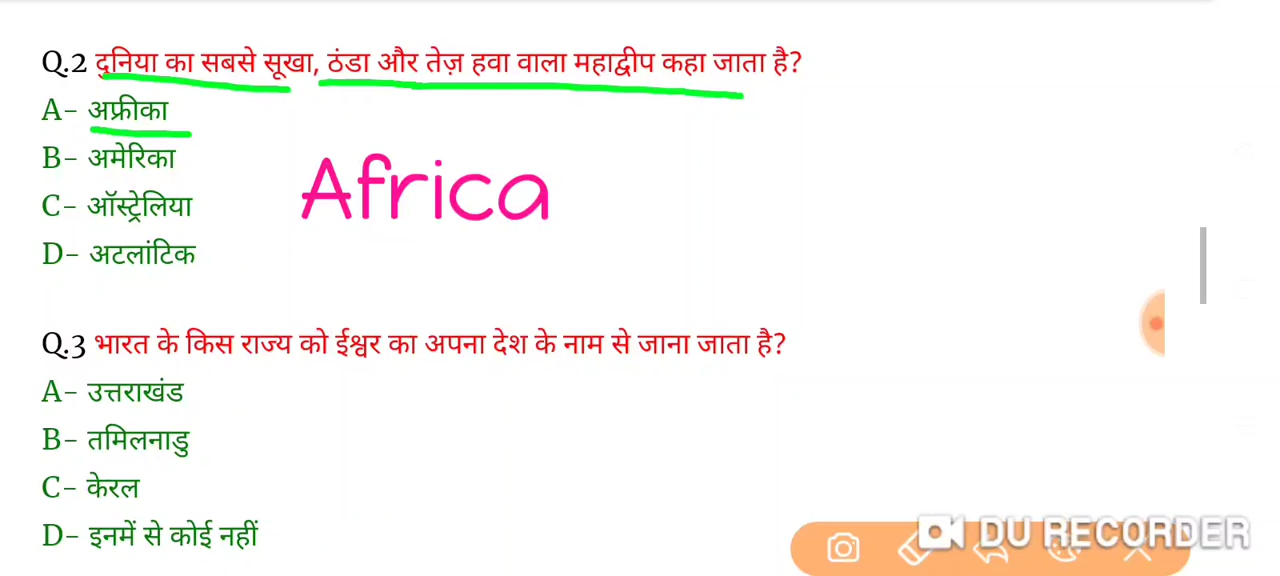 Q.2 दुनिया का सबसे सूखा, ठंडा और तेज़ हवा वाला महाद्वीप कहा जाता है?
A- अफ्रीका
B- अमेरिका
Africa
C- ऑस्ट्रेलिया
D- अटलांटिक
Q.3 भारत के किस राज्य को ईश्वर का अपना देश के नाम से जाना जाता है?
A- उत्तराखंड
B- तमिलनाडु
C- केरल
D- इनमें से कोई नहीं
DU RECORDER